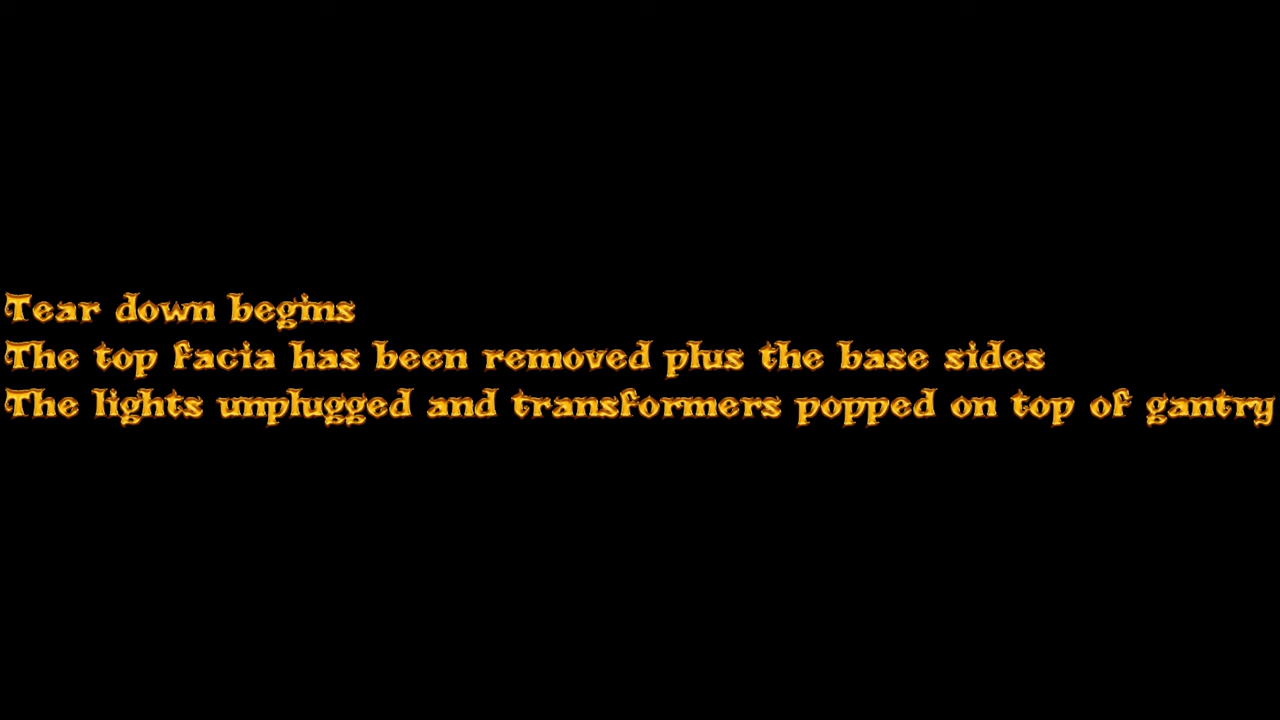 Tear down begins
The top facia has been removed plus the base sides
The lights unplugged and transformers popped on top of gantry